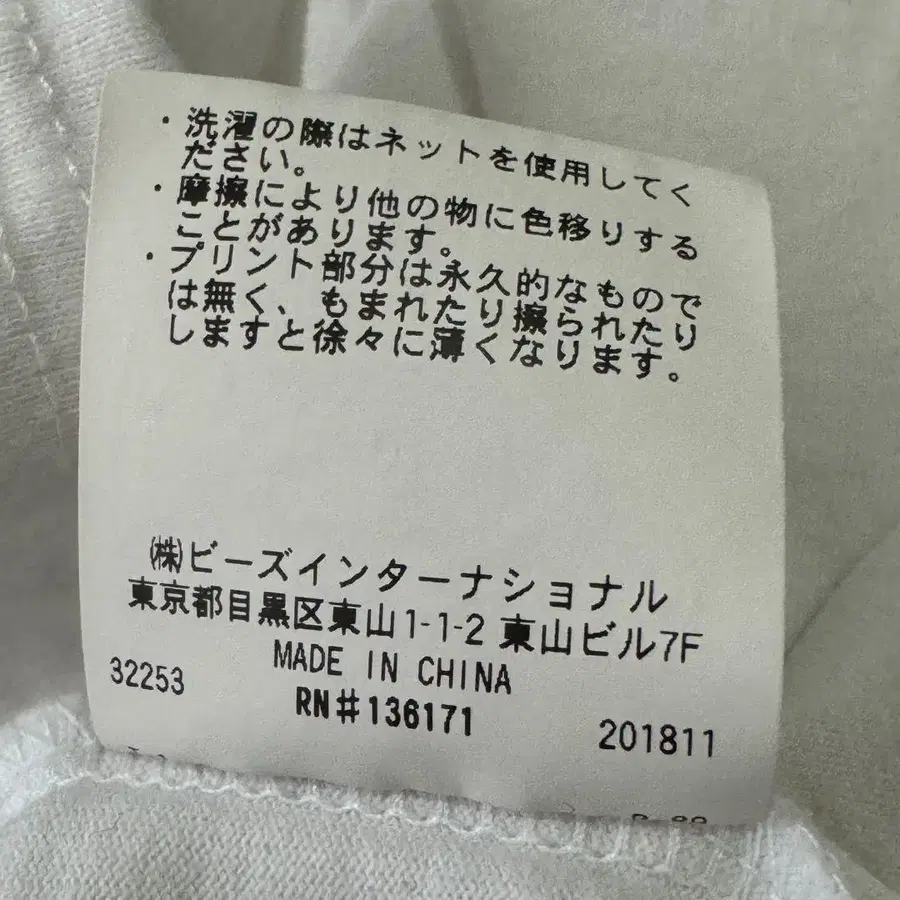 ・洗濯の際はネットを使用してく
ださい。
・摩擦により他の物に色移りする
ことがあります。
・プリント部分は永久的なもので
は無く、もまれたり擦られたり
しますと徐々に薄くなります。
㈱ビーズインターナショナル
東京都目黒区東山1-1-2 東山ビル7F
MADE IN CHINA
32253
RN#136171
201811